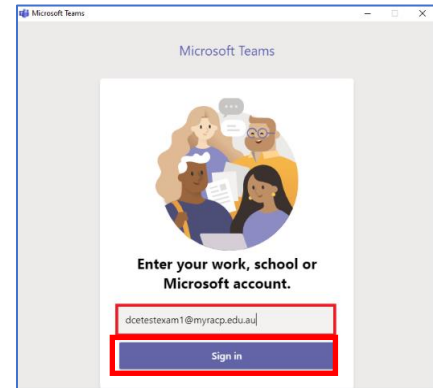 Microsoft Teams
Microsoft Teams
Enter your work, school or
Microsoft account.
dcetestexam1@myracp.edu.au
Sign in